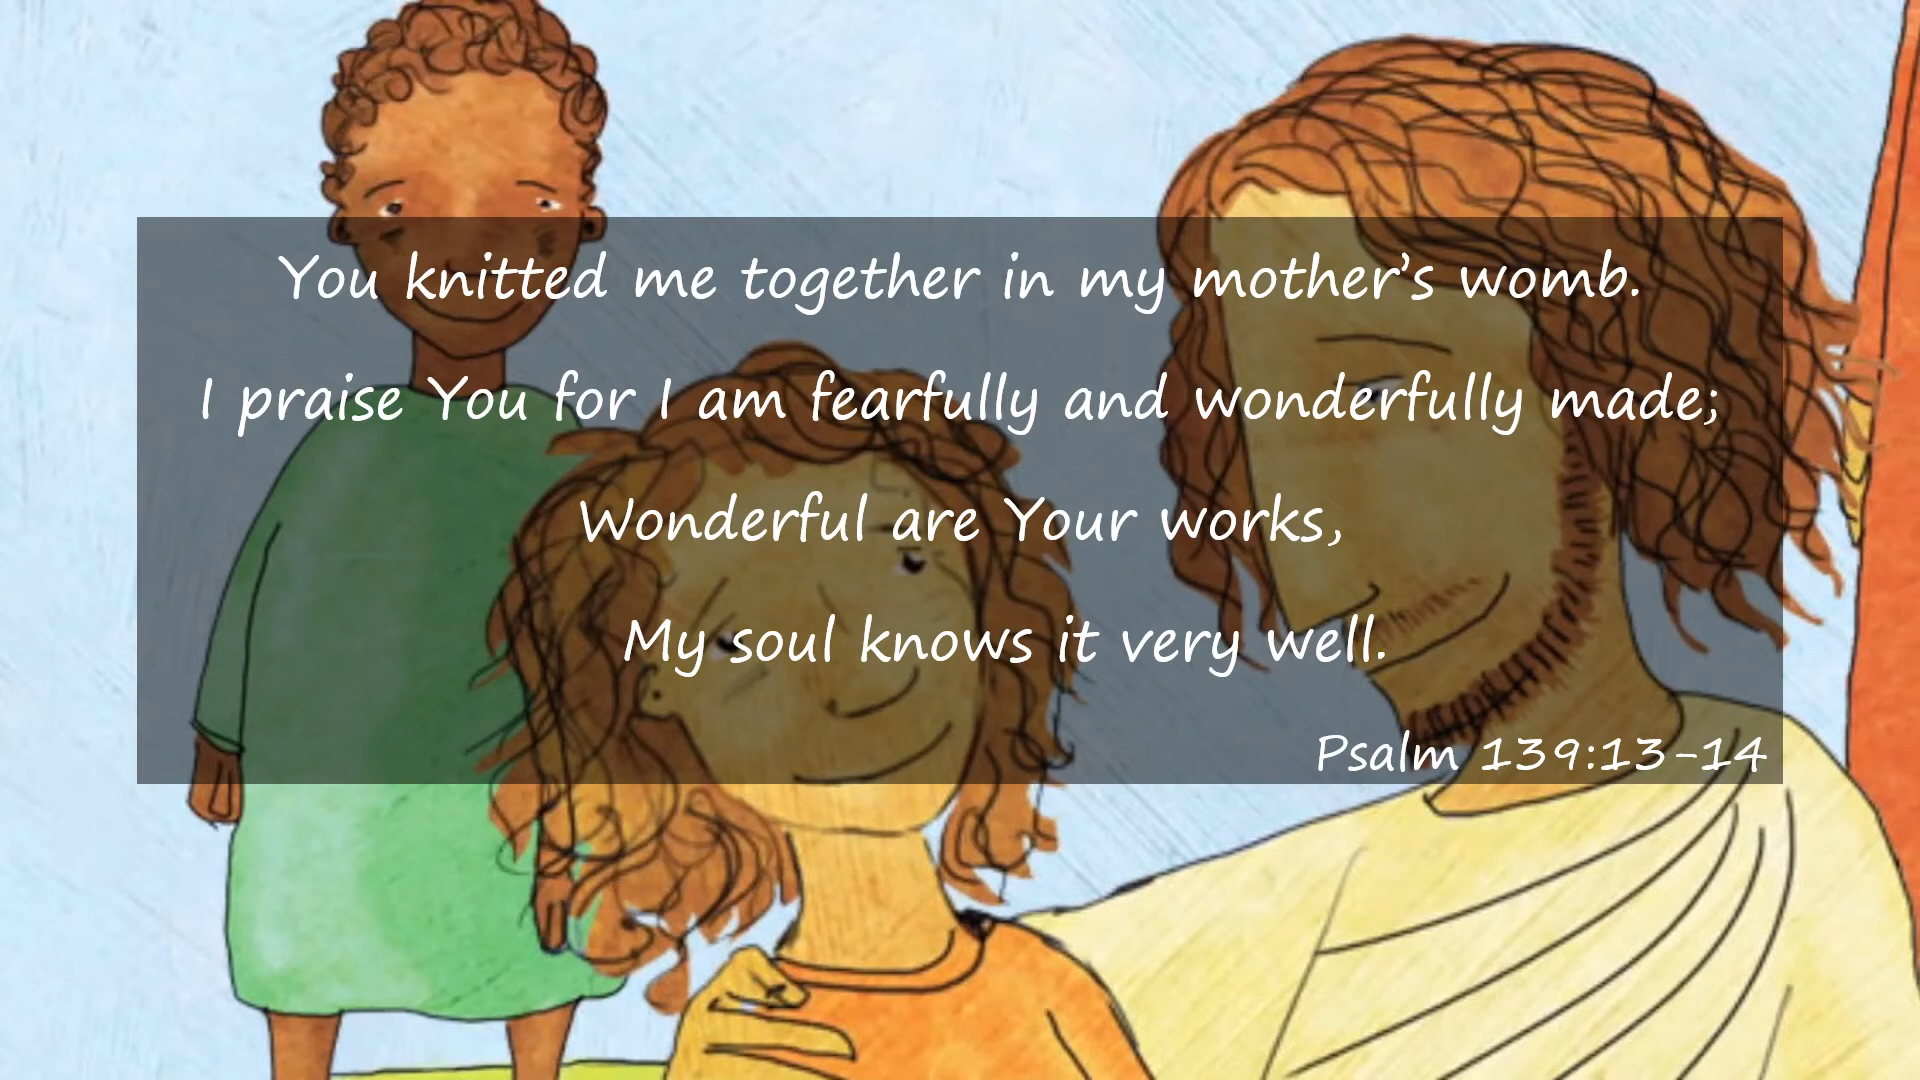 You knitted me together in my mother’s womb.
I praise You for I am fearfully and wonderfully made;
Wonderful are Your works,
My soul knows it very well.
Psalm 139:13-14